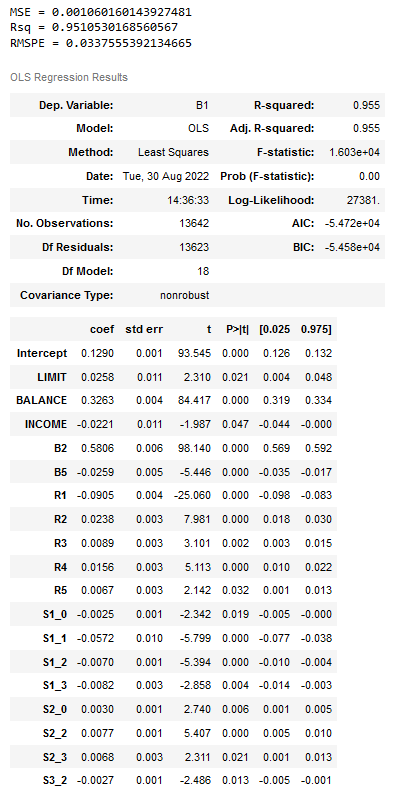 MSE = 0.001060160143927481
Rsq = 0.9510530168560567
RMSPE = 0.0337555392134665
OLS Regression Results
Dep. Variable: B1 R-squared: 0.955
Model: OLS Adj. R-squared: 0.955
Method: Least Squares F-statistic: 1.603e+04
Date: Tue, 30 Aug 2022 Prob (F-statistic): 0.00
Time: 14:36:33 Log-Likelihood: 27381.
No. Observations: 13642 AIC: -5.472e+04
Df Residuals: 13623 BIC: -5.458e+04
Df Model: 18
Covariance Type: nonrobust
coef std err t P>|t| [0.025 0.975]
Intercept 0.1290 0.001 93.545 0.000 0.126 0.132
LIMIT 0.0258 0.011 2.310 0.021 0.004 0.048
BALANCE 0.3263 0.004 84.417 0.000 0.319 0.334
INCOME -0.0221 0.011 -1.987 0.047 -0.044 -0.000
B2 0.5806 0.006 98.140 0.000 0.569 0.592
B5 -0.0259 0.005 -5.446 0.000 -0.035 -0.017
R1 -0.0905 0.004 -25.060 0.000 -0.098 -0.083
R2 0.0238 0.003 7.981 0.000 0.018 0.030
R3 0.0089 0.003 3.101 0.002 0.003 0.015
R4 0.0156 0.003 5.113 0.000 0.010 0.022
R5 0.0067 0.003 2.142 0.032 0.001 0.013
S1_0 -0.0025 0.001 -2.342 0.019 -0.005 -0.000
S1_1 -0.0572 0.010 -5.799 0.000 -0.077 -0.038
S1_2 -0.0070 0.001 -5.394 0.000 -0.010 -0.004
S1_3 -0.0082 0.003 -2.858 0.004 -0.014 -0.003
S2_0 0.0030 0.001 2.740 0.006 0.001 0.005
S2_2 0.0077 0.001 5.407 0.000 0.005 0.010
S2_3 0.0068 0.003 2.311 0.021 0.001 0.013
S3_2 -0.0027 0.001 -2.486 0.013 -0.005 -0.001